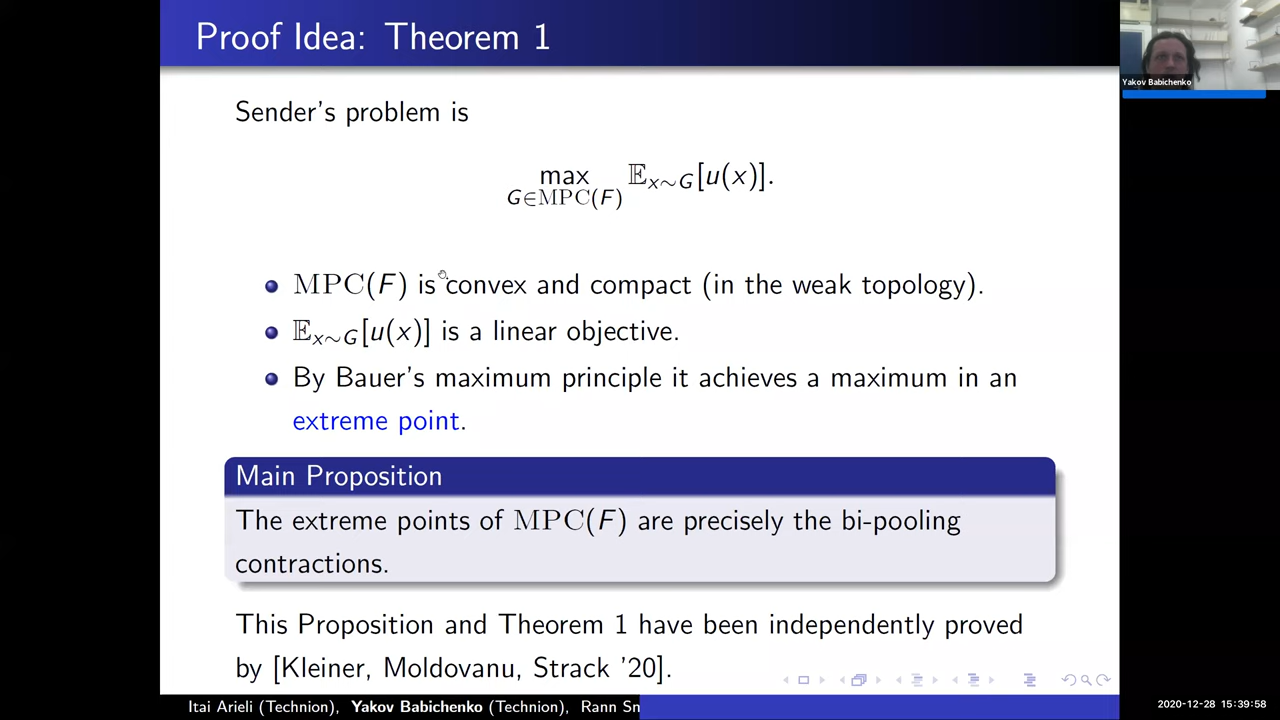 Proof Idea: Theorem 1
Yakov Babichenko
Sender's problem is
max E_{x∼G}[u(x)].
G∈MPC(F)
MPC(F) is convex and compact (in the weak topology).
E_{x∼G}[u(x)] is a linear objective.
By Bauer's maximum principle it achieves a maximum in an
extreme point.
Main Proposition
The extreme points of MPC(F) are precisely the bi-pooling
contractions.
This Proposition and Theorem 1 have been independently proved
by [Kleiner, Moldovanu, Strack '20].
Itai Arieli (Technion), Yakov Babichenko (Technion), Rann Sn
2020-12-28 15:39:58